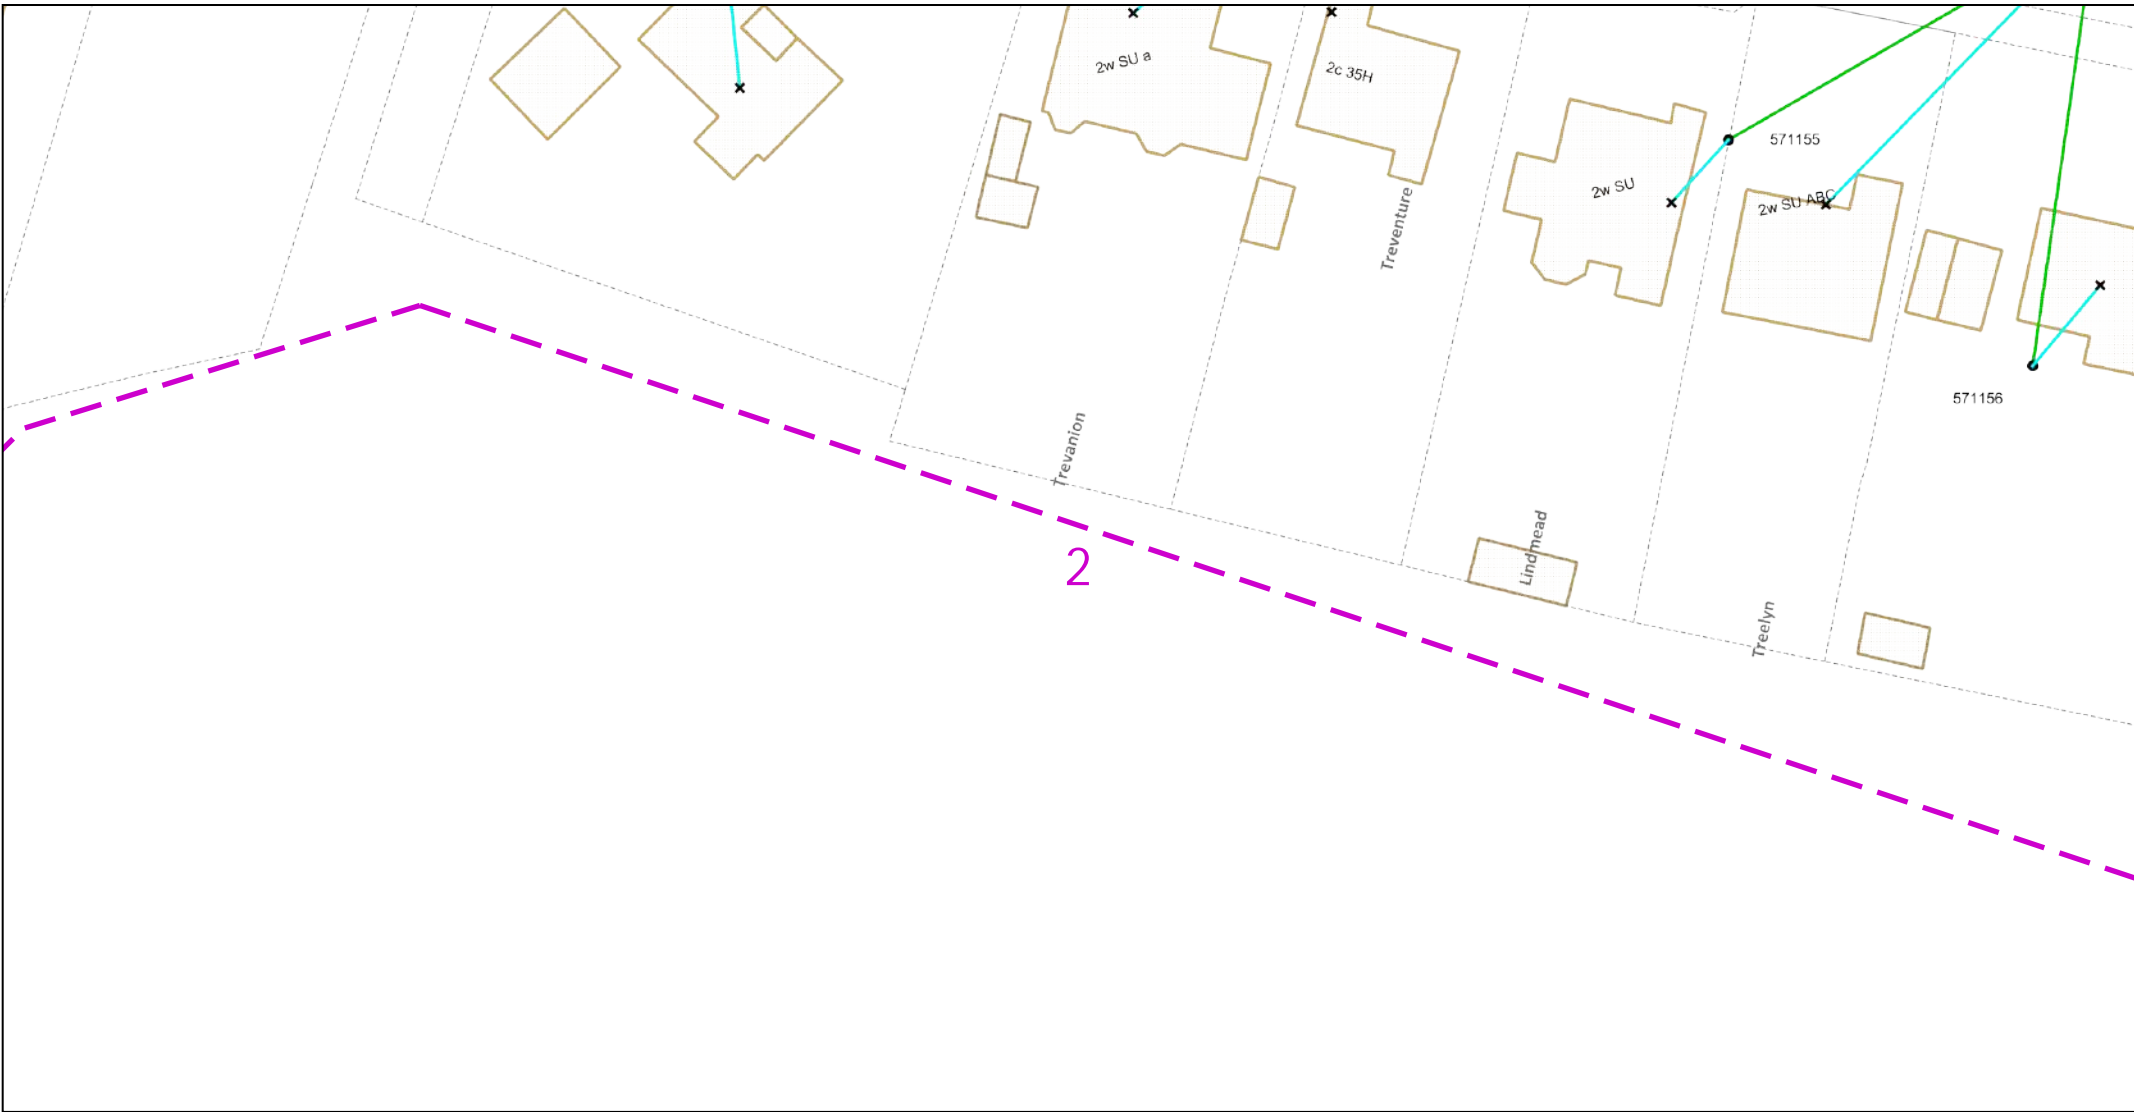 2w SU a
2c 35H
571155
2w SU
2w SU ABC
Treventure
571156
Trevanion
Lindmead
2
Treelyn